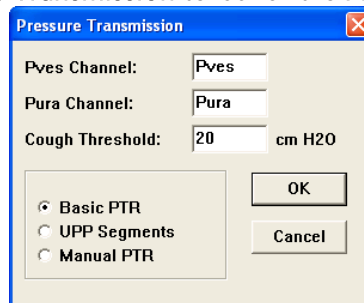 Pressure Transmission
Pves Channel: Pves
Pura Channel: Pura
Cough Threshold: 20 cm H2O
Basic PTR
UPP Segments
Manual PTR
OK
Cancel